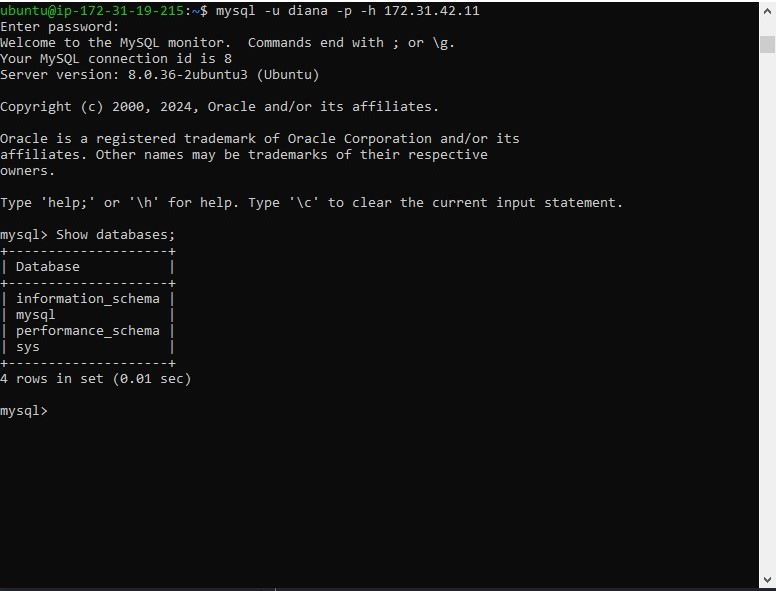 ubuntu@ip-172-31-19-215:~$ mysql -u diana -p -h 172.31.42.11
Enter password:
Welcome to the MySQL monitor.  Commands end with ; or \g.
Your MySQL connection id is 8
Server version: 8.0.36-2ubuntu3 (Ubuntu)

Copyright (c) 2000, 2024, Oracle and/or its affiliates.

Oracle is a registered trademark of Oracle Corporation and/or its
affiliates. Other names may be trademarks of their respective
owners.

Type 'help;' or '\h' for help. Type '\c' to clear the current input statement.

mysql> Show databases;
+--------------------+
| Database           |
+--------------------+
| information_schema |
| mysql              |
| performance_schema |
| sys                |
+--------------------+
4 rows in set (0.01 sec)

mysql>